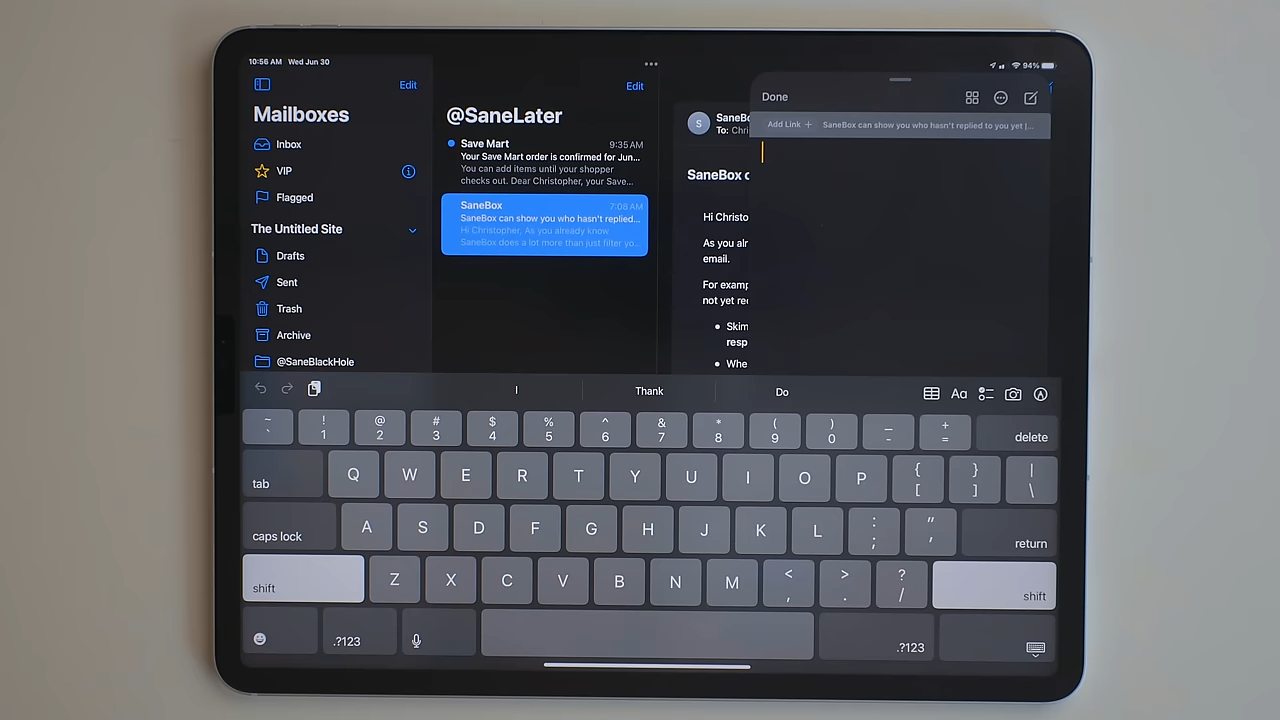 10:56 AM Wed Jun 30
94%
Edit
Mailboxes
Inbox
VIP
Flagged
The Untitled Site
Drafts
Sent
Trash
Archive
@SaneBlackHole
Edit
@SaneLater
Save Mart 9:35 AM
Your Save Mart order is confirmed for Jun...
You can add items until your shopper
checks out. Dear Christopher, your Save...
SaneBox 7:08 AM
SaneBox can show you who hasn't replied...
Hi Christopher, As you already know
SaneBox does a lot more than just filter yo...
S
SaneBo
To: Chri
SaneBox c
Hi Christo
As you alr
email.
For examp
not yet re
Skim
resp
Whe
Done
Add Link + SaneBox can show you who hasn't replied to you yet |...
I Thank Do
Aa
~ ! @ # $ % ^ & * ( ) _ +
` 1 2 3 4 5 6 7 8 9 0 - = delete
tab Q W E R T Y U I O P { [ } ] | \
caps lock A S D F G H J K L : ; " ' return
shift Z X C V B N M < , > . ? / shift
.?123 .?123